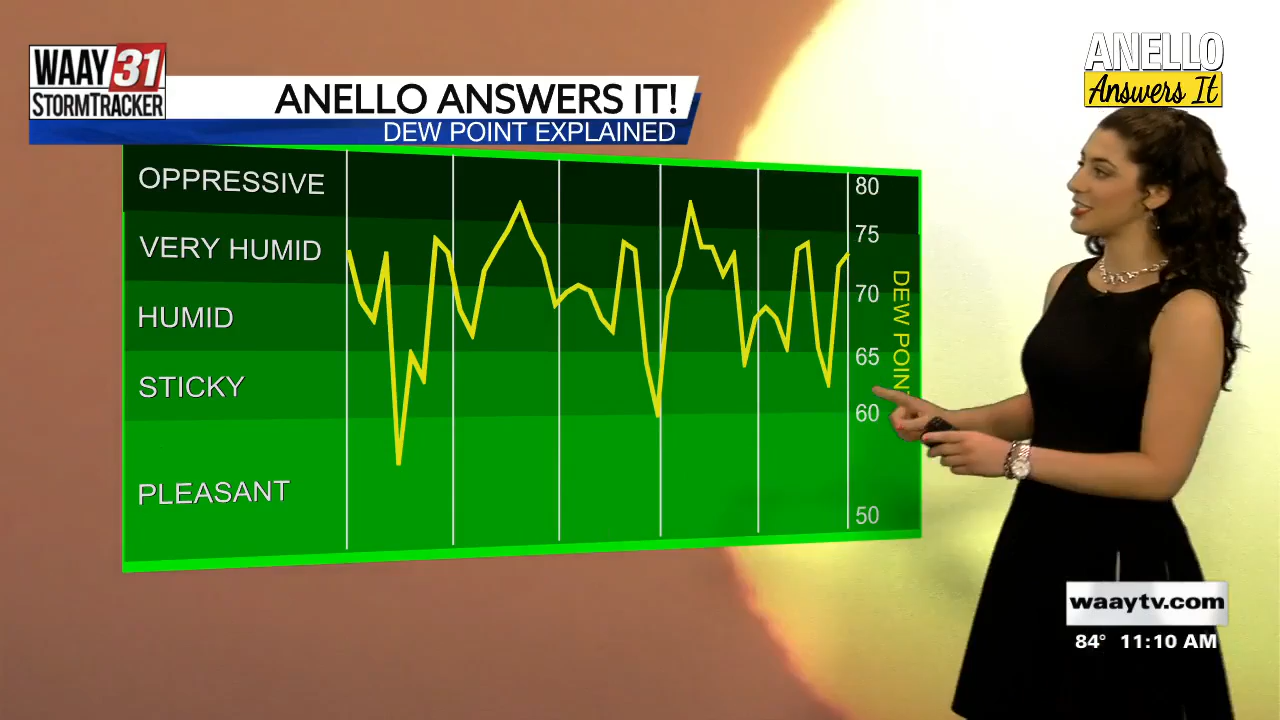 WAAY 31
STORMTRACKER
ANELLO ANSWERS IT!
DEW POINT EXPLAINED
ANELLO
Answers It
OPPRESSIVE
VERY HUMID
HUMID
STICKY
PLEASANT
80
75
70
65
60
50
DEW POINT
waaytv.com
84° 11:10 AM